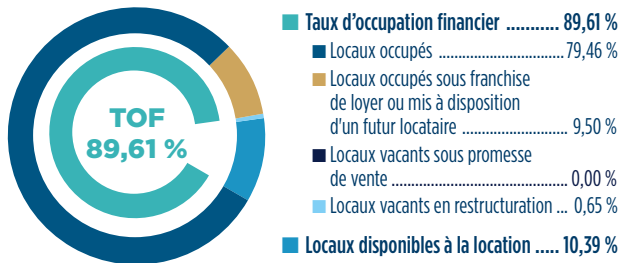 TOF
89,61 %
Taux d’occupation financier ........... 89,61 %
Locaux occupés ............................ 79,46 %
Locaux occupés sous franchise
de loyer ou mis à disposition
d’un futur locataire ........................ 9,50 %
Locaux vacants sous promesse
de vente ........................................ 0,00 %
Locaux vacants en restructuration ... 0,65 %
Locaux disponibles à la location ..... 10,39 %